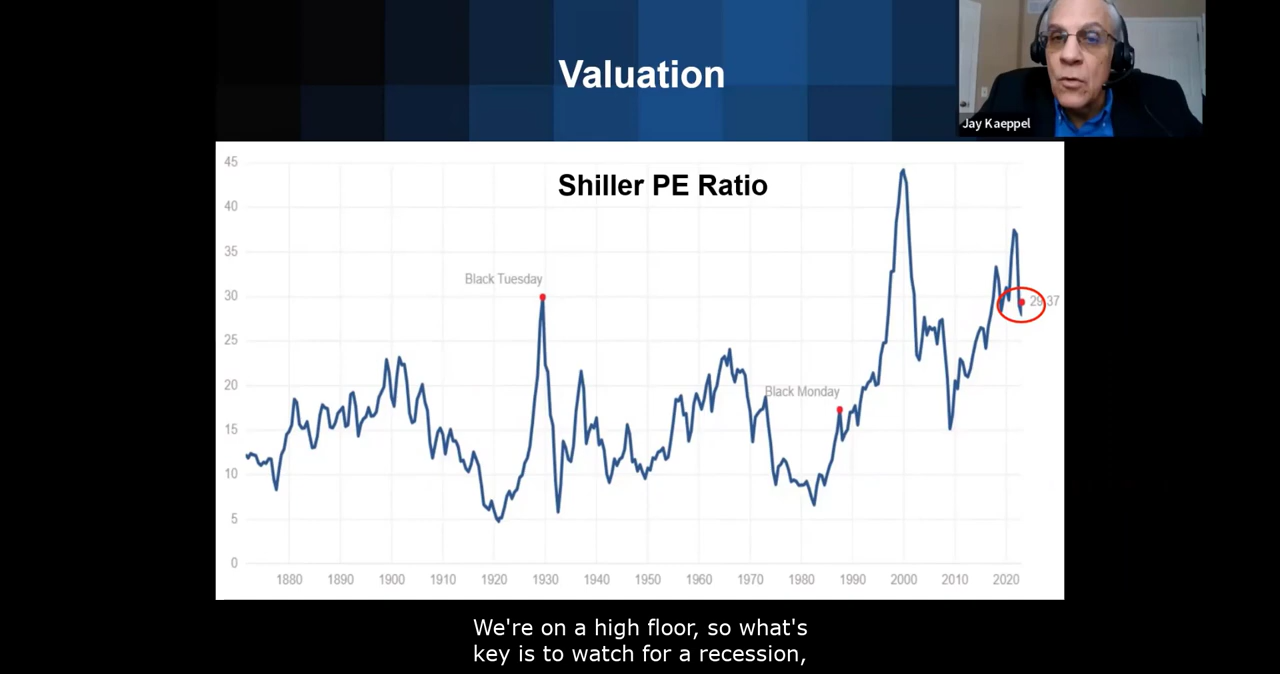 Valuation
Jay Kaeppel
Shiller PE Ratio
45
40
35
30
25
20
15
10
5
0
Black Tuesday
Black Monday
29.37
1880 1890 1900 1910 1920 1930 1940 1950 1960 1970 1980 1990 2000 2010 2020
We're on a high floor, so what's
key is to watch for a recession,